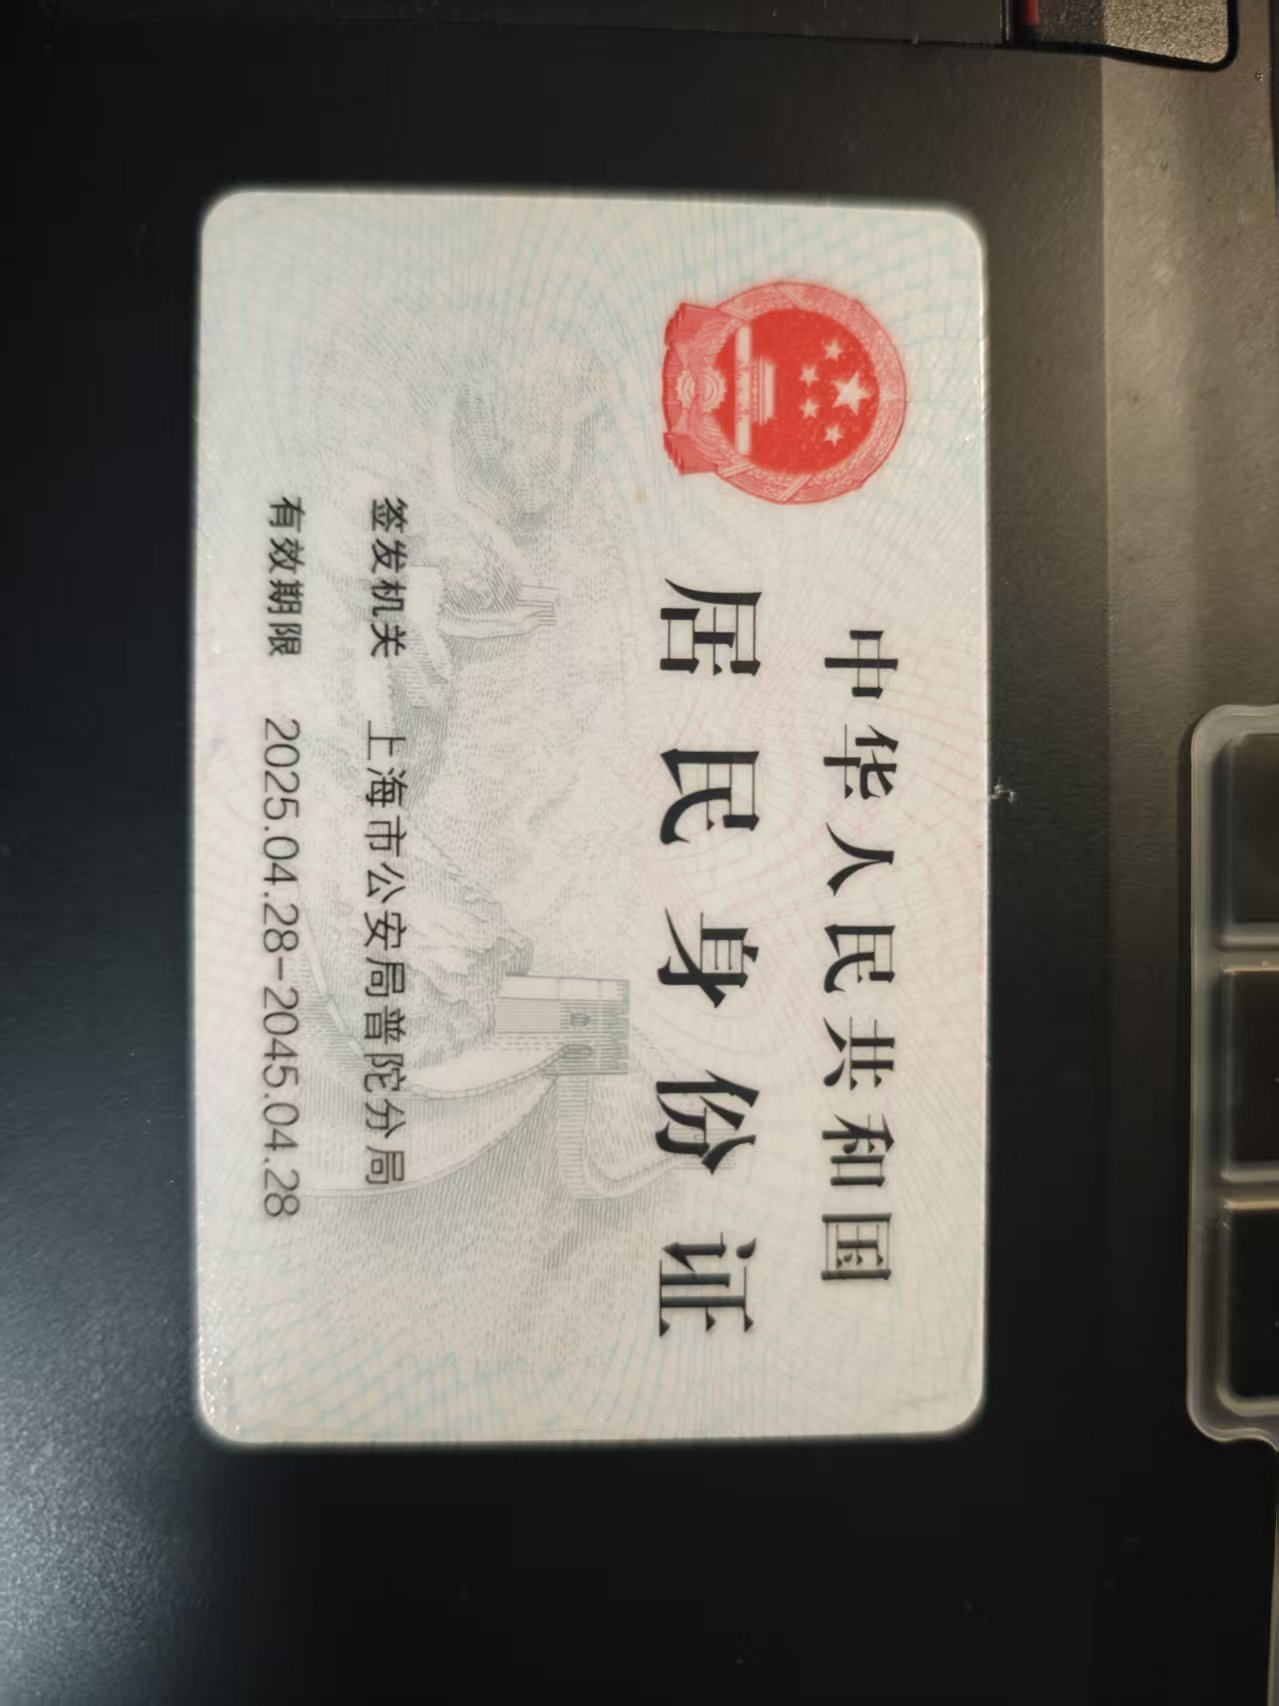 中华人民共和国
居民身份证
签发机关 上海市公安局普陀分局
有效期限 2025.04.28-2045.04.28